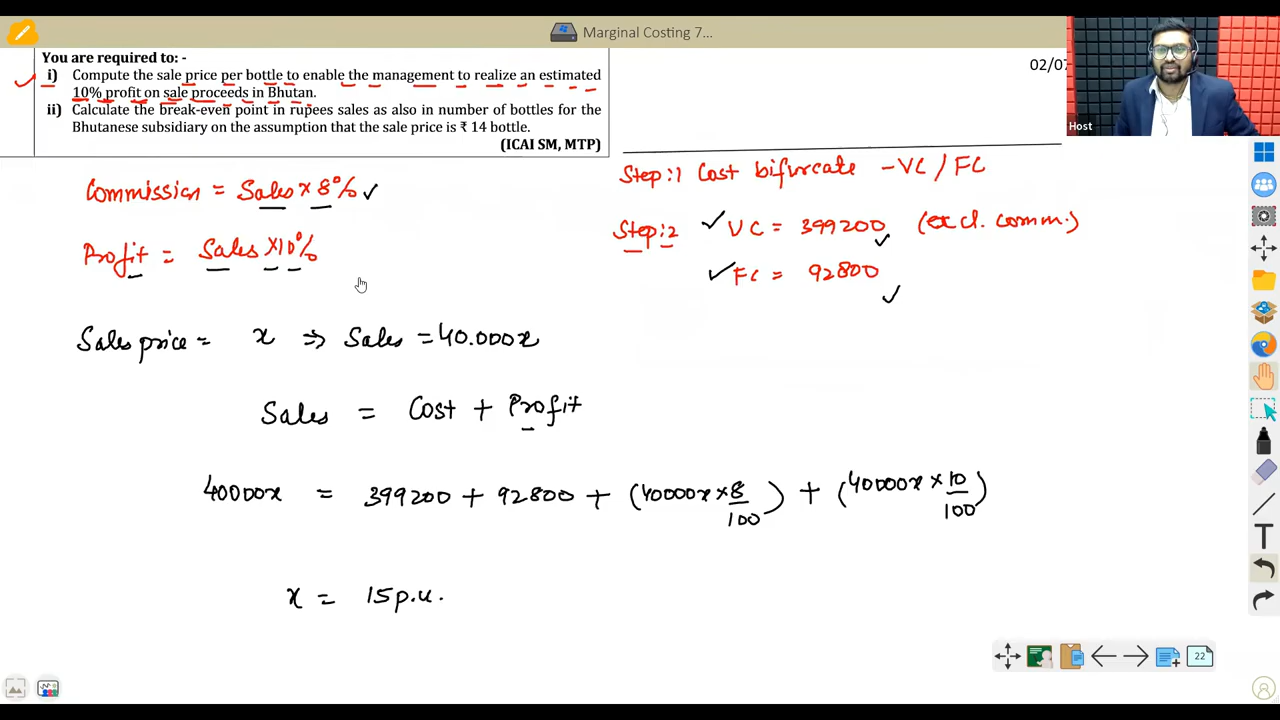 Marginal Costing 7...
You are required to: -
i) Compute the sale price per bottle to enable the management to realize an estimated
10% profit on sale proceeds in Bhutan.
ii) Calculate the break-even point in rupees sales as also in number of bottles for the
Bhutanese subsidiary on the assumption that the sale price is ₹ 14 bottle.
(ICAI SM, MTP)
02/0
Host
Commission = Sales × 8% ✓
Profit = Sales × 10%
Step:1 Cost bifurcate - VC / FC
Step:2 ✓ VC = 399200 (excl. comm.)
✓ FC = 92800
Sales price = x ⇒ Sales = 40.000x
Sales = Cost + Profit
40000x = 399200 + 92800 + (40000x × 8/100) + (40000x × 10/100)
x = 15 p.u.
22